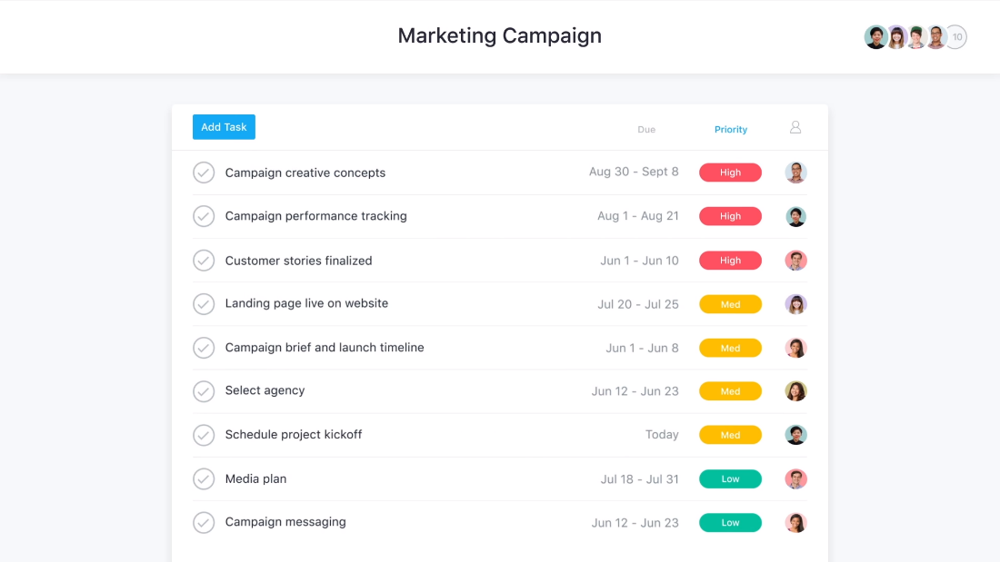 Marketing Campaign
10
Add Task Due Priority
Campaign creative concepts Aug 30 - Sept 8 High
Campaign performance tracking Aug 1 - Aug 21 High
Customer stories finalized Jun 1 - Jun 10 High
Landing page live on website Jul 20 - Jul 25 Med
Campaign brief and launch timeline Jun 1 - Jun 8 Med
Select agency Jun 12 - Jun 23 Med
Schedule project kickoff Today Med
Media plan Jul 18 - Jul 31 Low
Campaign messaging Jun 12 - Jun 23 Low